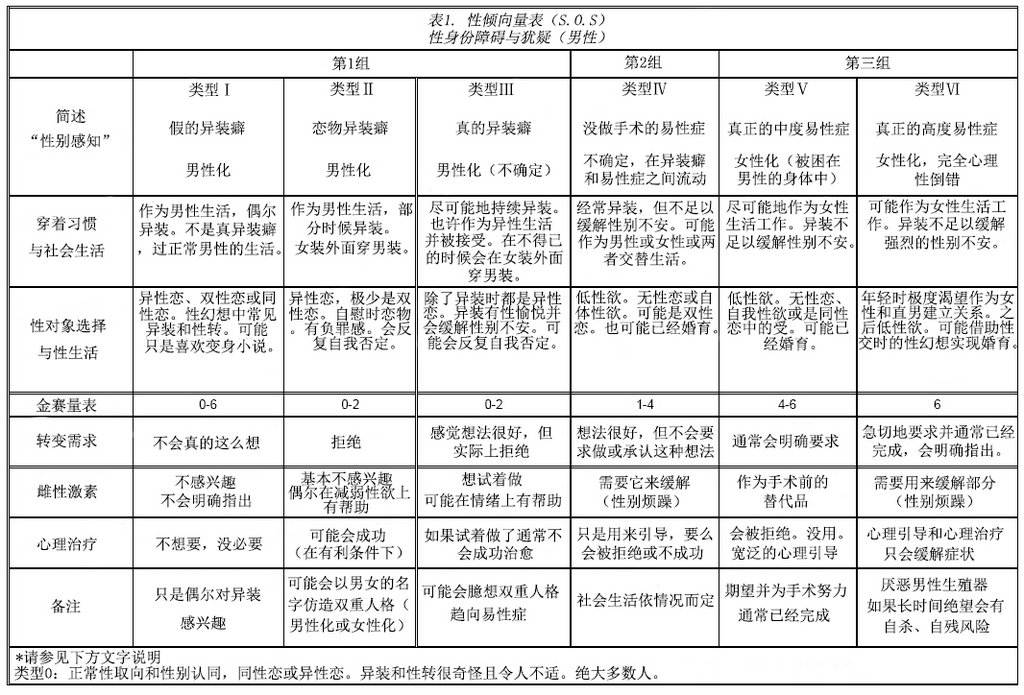 表1. 性倾向量表（S.O.S）
性身份障碍与犹疑（男性）
第1组
第2组
第三组
简述
“性别感知”
类型Ⅰ
假的异装癖
男性化
类型Ⅱ
恋物异装癖
男性化
类型Ⅲ
真的异装癖
男性化（不确定）
类型Ⅳ
没做手术的易性症
不确定，在异装癖
和易性症之间流动
类型Ⅴ
真正的中度易性症
女性化（被困在
男性的身体中）
类型Ⅵ
真正的高度易性症
女性化，完全心理
性倒错
穿着习惯
与社会生活
作为男性生活，偶尔
异装。不是真异装癖
，过正常男性的生活。
作为男性生活，部
分时候异装。
女装外面穿男装。
尽可能地持续异装。
也许作为异性生活
并被接受。在不得已
的时候会在女装外面
穿男装。
经常异装，但不足以
缓解性别不安。可能
作为男性或女性或两
者交替生活。
尽可能地作为女性
生活工作。异装不
足以缓解性别不安。
可能作为女性生活工
作。异装不足以缓解
强烈的性别不安。
性对象选择
与性生活
异性恋、双性恋或同
性恋。性幻想中常见
异装和性转。可能
只是喜欢变身小说。
异性恋，极少是双
性恋。自慰时恋物
。有负罪感。会反
复自我否定。
除了异装时都是异性
恋。异装有性愉悦并
会缓解性别不安。可
能会反复自我否定。
低性欲。无性恋或自
体性欲。可能是双性
恋。也可能已经婚育。
低性欲。无性恋、
自我性欲或是同性
恋中的受。可能已
经婚育。
年轻时极度渴望作为女
性和直男建立关系。之
后低性欲。可能借助性
交时的性幻想实现婚育。
金赛量表
0-6
0-2
0-2
1-4
4-6
6
转变需求
不会真的这么想
拒绝
感觉想法很好，但
实际上拒绝
想法很好，但不会要
求做或承认这种想法
通常会明确要求
急切地要求并通常已经
完成，会明确指出。
雌性激素
不感兴趣
不会明确指出
基本不感兴趣
偶尔在减弱性欲上
有帮助
想试着做
可能在情绪上有帮助
需要它来缓解
（性别烦躁）
作为手术前的
替代品
需要用来缓解部分
（性别烦躁）
心理治疗
不想要，没必要
可能会成功
（在有利条件下）
如果试着做了通常不
会成功治愈
只是用来引导，要么
会被拒绝或不成功
会被拒绝。没用。
宽泛的心理引导
心理引导和心理治疗
只会缓解症状
备注
只是偶尔对异装
感兴趣
可能会以男女的名
字仿造双重人格（
男性化或女性化）
可能会臆想双重人格
趋向易性症
社会生活依情况而定
期望并为手术努力
通常已经完成
厌恶男性生殖器
如果长时间绝望会有
自杀、自残风险
*请参见下方文字说明
类型0：正常性取向和性别认同，同性恋或异性恋。异装和性转很奇怪且令人不适。绝大多数人。